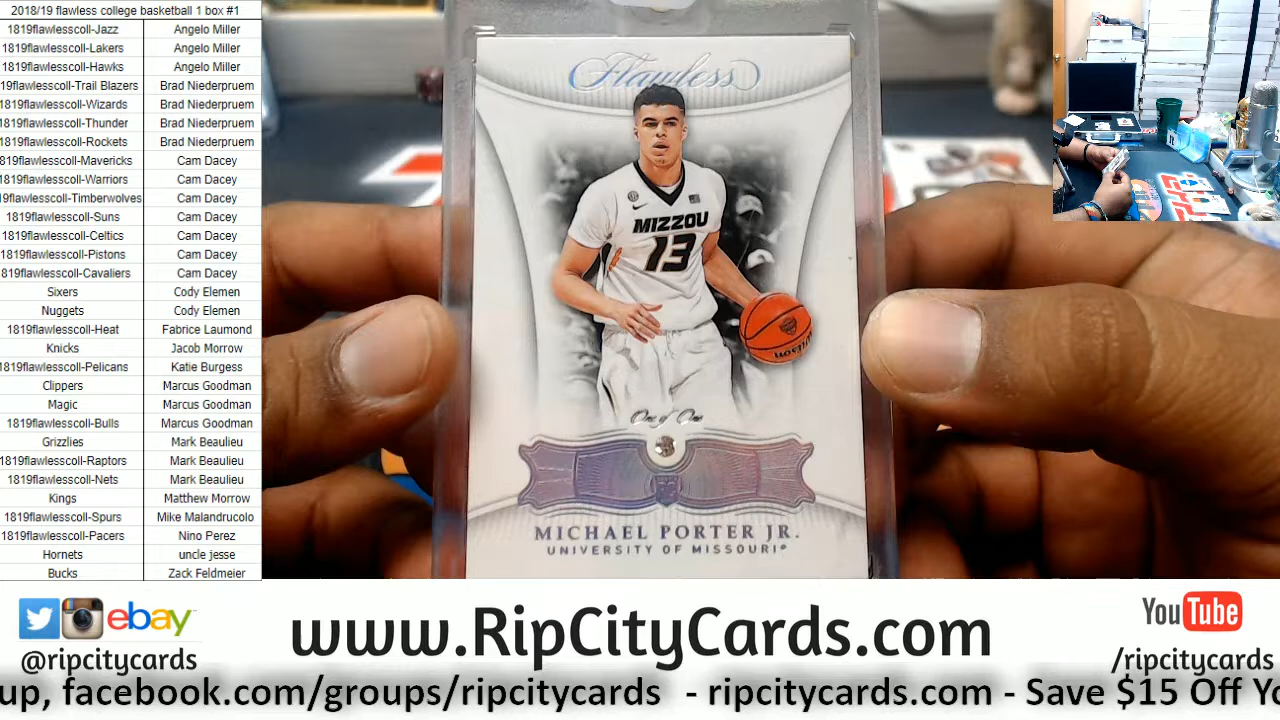 2018/19 flawless college basketball 1 box #1
1819flawlesscoll-Jazz Angelo Miller
1819flawlesscoll-Lakers Angelo Miller
1819flawlesscoll-Hawks Angelo Miller
19flawlesscoll-Trail Blazers Brad Niederpruem
1819flawlesscoll-Wizards Brad Niederpruem
1819flawlesscoll-Thunder Brad Niederpruem
1819flawlesscoll-Rockets Brad Niederpruem
819flawlesscoll-Mavericks Cam Dacey
819flawlesscoll-Warriors Cam Dacey
9flawlesscoll-Timberwolves Cam Dacey
1819flawlesscoll-Suns Cam Dacey
1819flawlesscoll-Celtics Cam Dacey
1819flawlesscoll-Pistons Cam Dacey
819flawlesscoll-Cavaliers Cam Dacey
Sixers Cody Elemen
Nuggets Cody Elemen
1819flawlesscoll-Heat Fabrice Laumond
Knicks Jacob Morrow
1819flawlesscoll-Pelicans Katie Burgess
Clippers Marcus Goodman
Magic Marcus Goodman
1819flawlesscoll-Bulls Marcus Goodman
Grizzlies Mark Beaulieu
1819flawlesscoll-Raptors Mark Beaulieu
1819flawlesscoll-Nets Mark Beaulieu
Kings Matthew Morrow
1819flawlesscoll-Spurs Mike Malandrucolo
1819flawlesscoll-Pacers Nino Perez
Hornets uncle jesse
Bucks Zack Feldmeier
Flawless
MIZZOU
13
Wilson
One of One
MICHAEL PORTER JR.
UNIVERSITY OF MISSOURI®
ebay
@ripcitycards
www.RipCityCards.com
YouTube
/ripcitycards
up, facebook.com/groups/ripcitycards - ripcitycards.com - Save $15 Off Yo